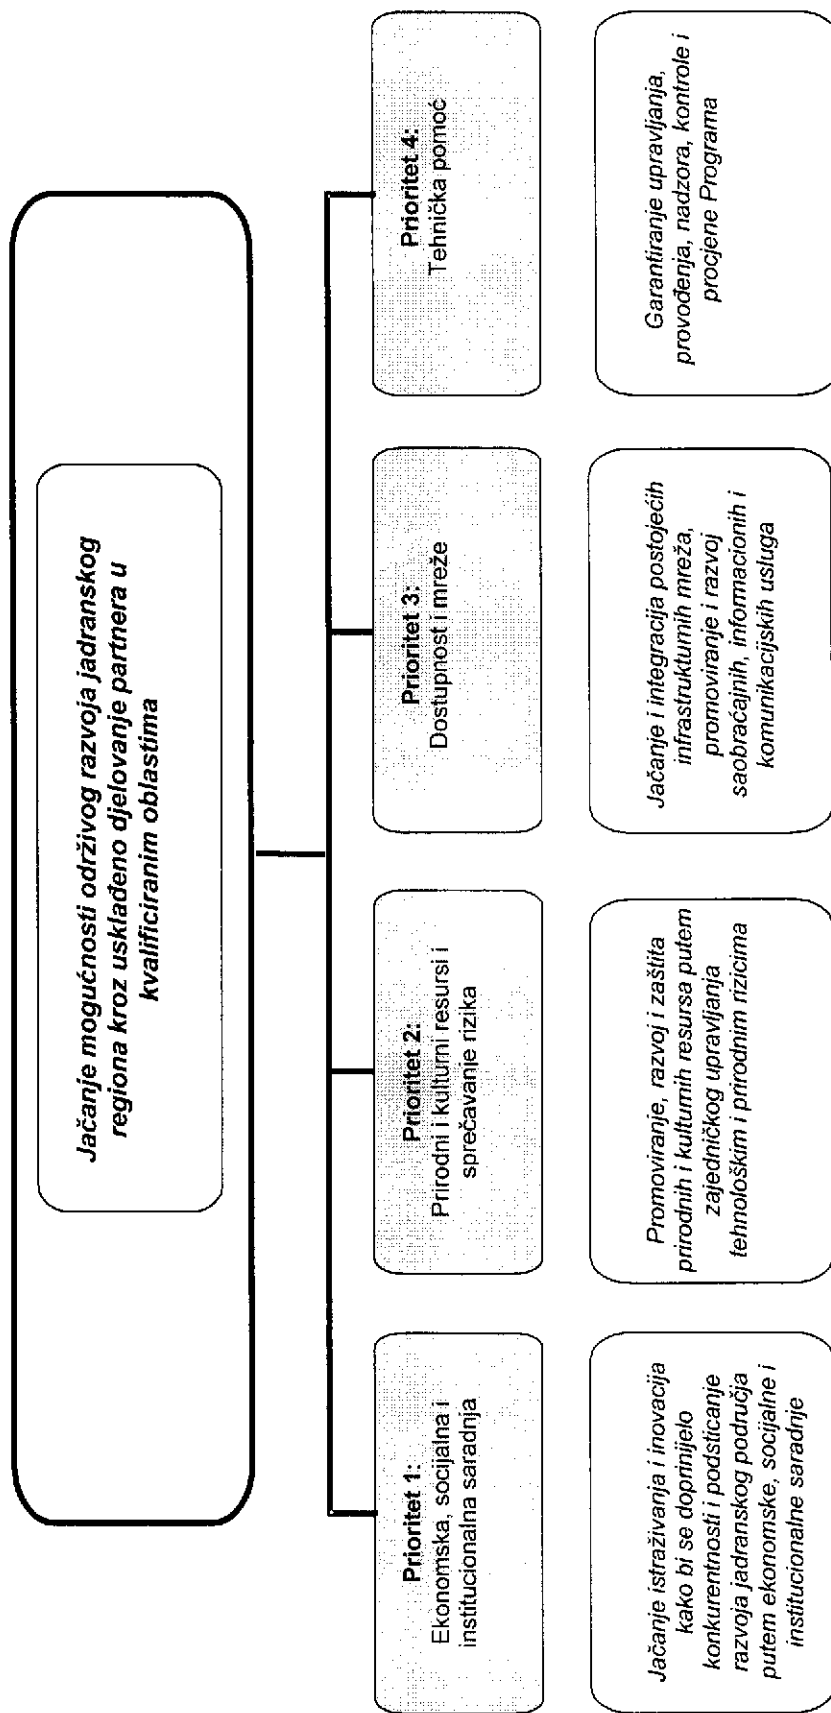 Jačanje mogućnosti održivog razvoja jadranskog
regiona kroz usklađeno djelovanje partnera u
kvalificiranim oblastima
Prioritet 1:
Ekonomska, socijalna i
institucionalna saradnja
Prioritet 2:
Prirodni i kulturni resursi i
sprečavanje rizika
Prioritet 3:
Dostupnost i mreže
Prioritet 4:
Tehnička pomoć
Jačanje istraživanja i inovacija
kako bi se doprinijelo
konkurentnosti i podsticanje
razvoja jadranskog područja
putem ekonomske, socijalne i
institucionalne saradnje
Promoviranje, razvoj i zaštita
prirodnih i kulturnih resursa putem
zajedničkog upravljanja
tehnološkim i prirodnim rizicima
Jačanje i integracija postojećih
infrastrukturnih mreža,
promoviranje i razvoj
saobraćajnih, informacionih i
komunikacijskih usluga
Garantiranje upravljanja,
provođenja, nadzora, kontrole i
procjene Programa